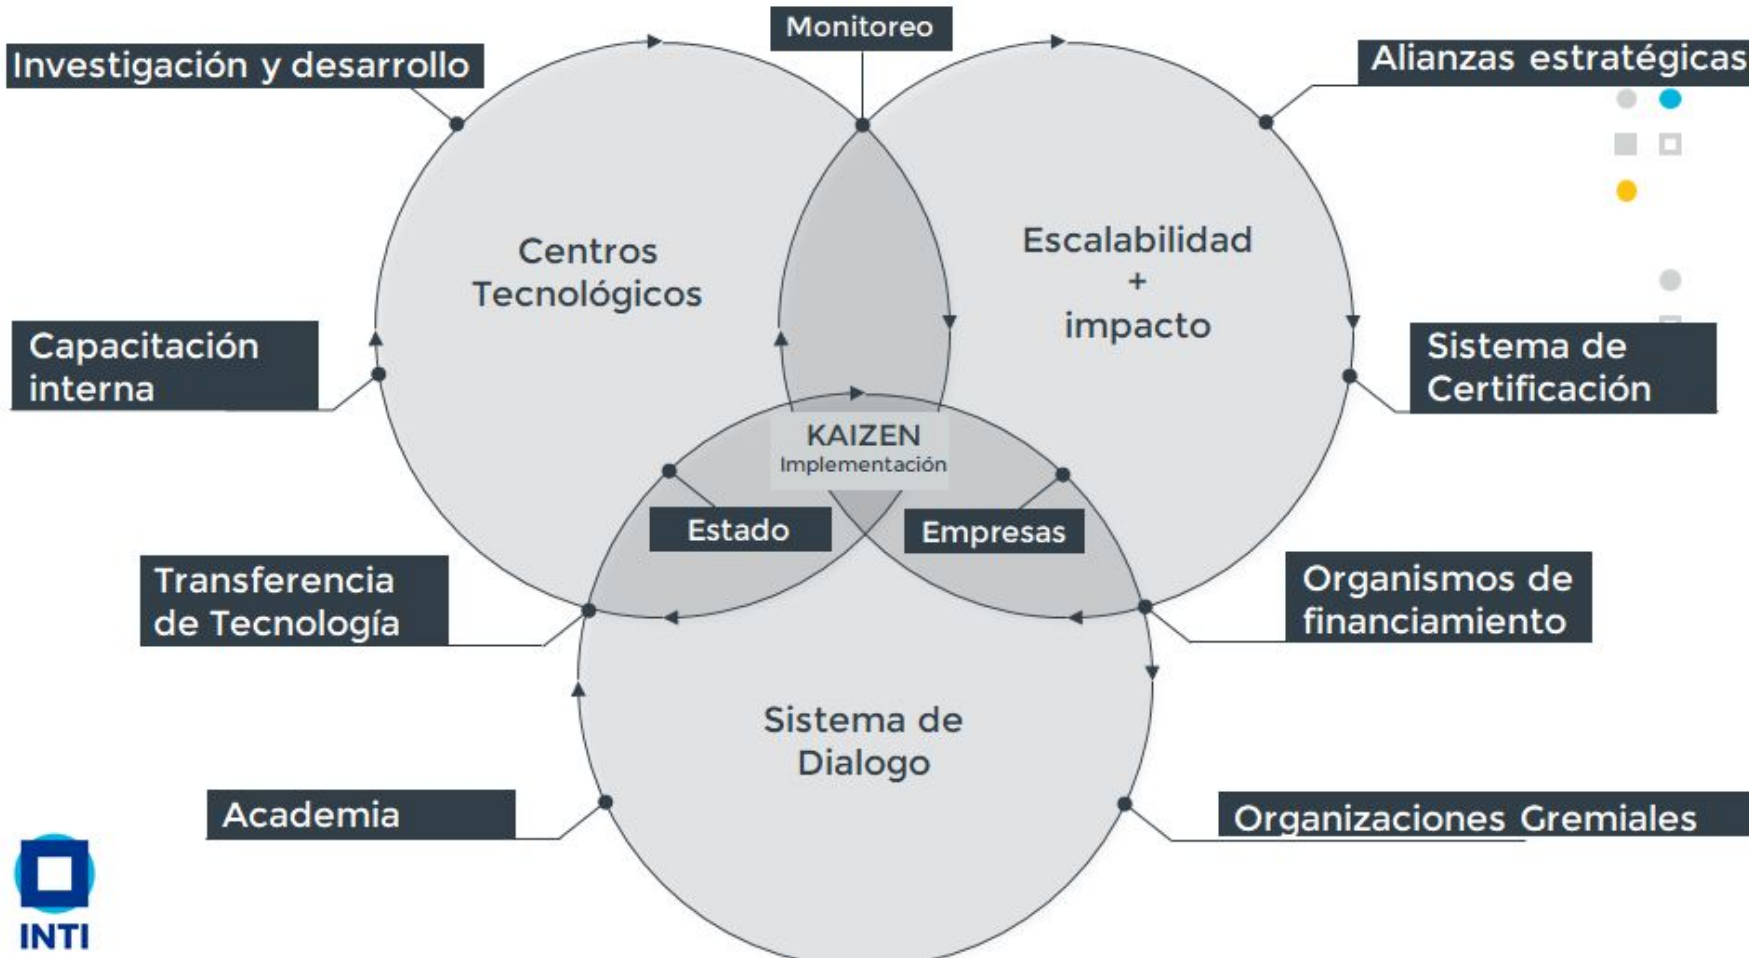 Monitoreo
Investigación y desarrollo
Alianzas estratégicas
Centros
Tecnológicos
Escalabilidad
+
impacto
Capacitación
interna
Sistema de
Certificación
KAIZEN
Implementación
Estado
Empresas
Transferencia
de Tecnología
Organismos de
financiamiento
Sistema de
Dialogo
Academia
Organizaciones Gremiales
INTI